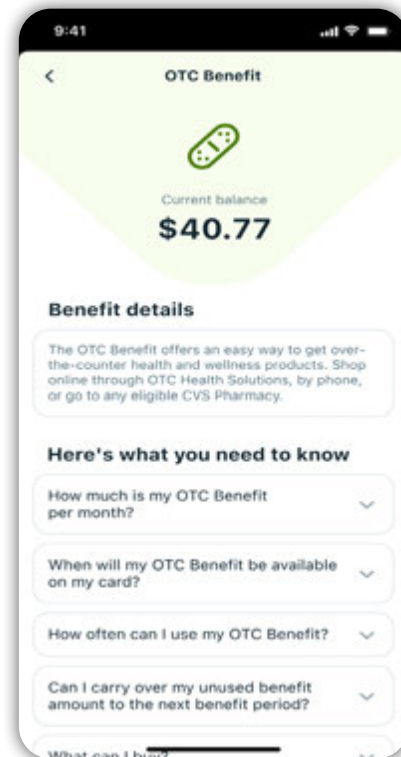 9:41
OTC Benefit
Current balance
$40.77
Benefit details
The OTC Benefit offers an easy way to get over-
the-counter health and wellness products. Shop
online through OTC Health Solutions, by phone,
or go to any eligible CVS Pharmacy.
Here's what you need to know
How much is my OTC Benefit
per month?
When will my OTC Benefit be available
on my card?
How often can I use my OTC Benefit?
Can I carry over my unused benefit
amount to the next benefit period?
What can I buy?